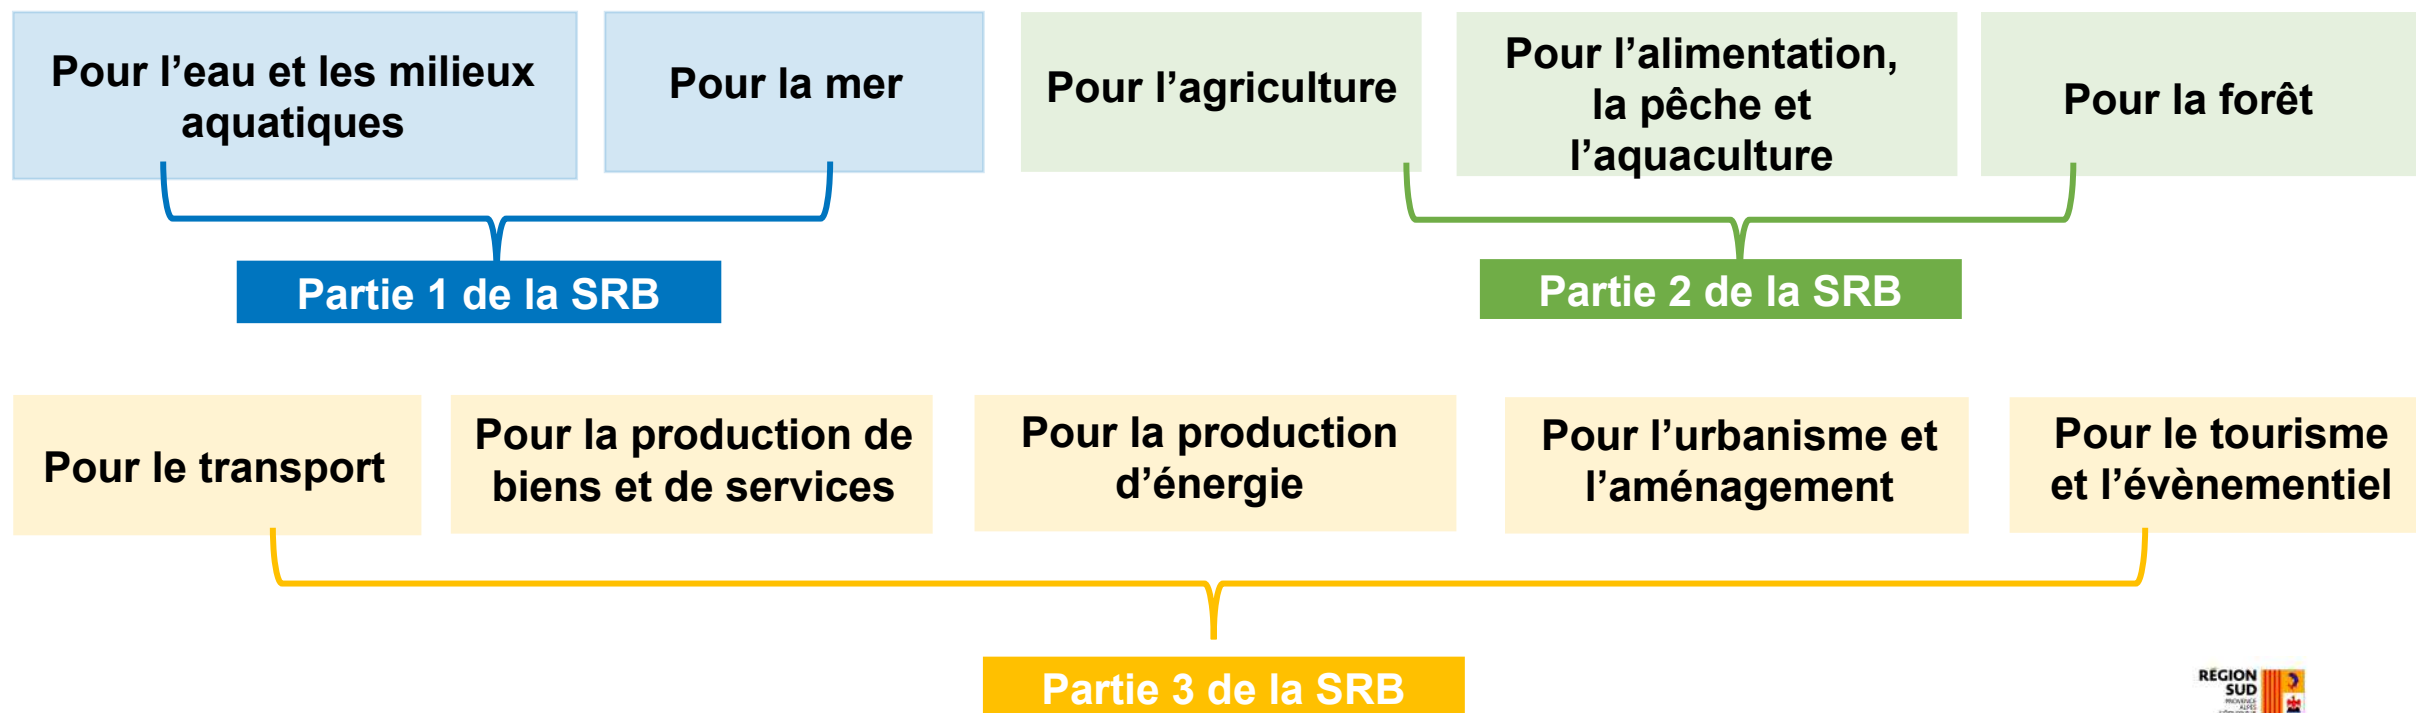 Pour l’eau et les milieux
aquatiques
Pour la mer
Pour l’agriculture
Pour l’alimentation,
la pêche et
l’aquaculture
Pour la forêt
Partie 1 de la SRB
Partie 2 de la SRB
Pour le transport
Pour la production de
biens et de services
Pour la production
d’énergie
Pour l’urbanisme et
l’aménagement
Pour le tourisme
et l’évènementiel
Partie 3 de la SRB
RÉGION
SUD
PROVENCE
ALPES